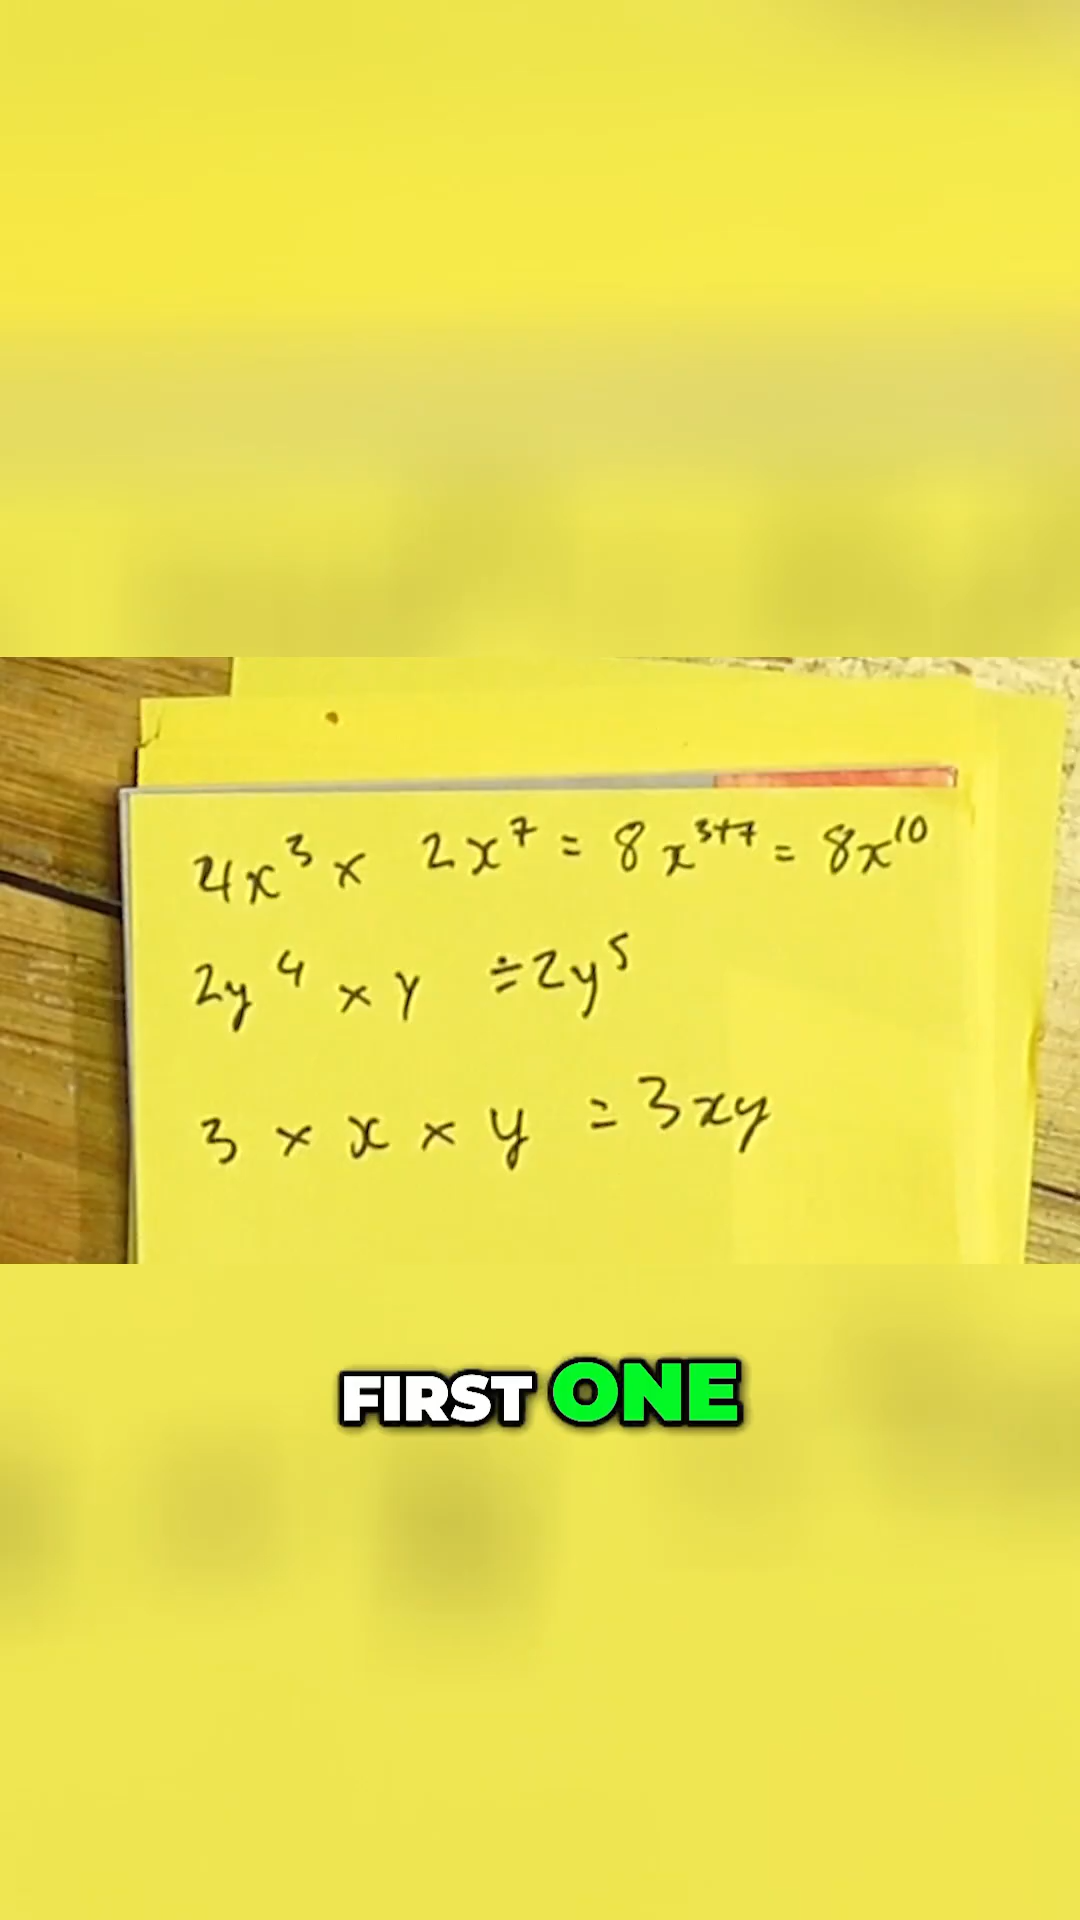 4x³ × 2x⁷ = 8x³⁺⁷ = 8x¹⁰
2y⁴ × y = 2y⁵
3 × x × y = 3xy
FIRST ONE